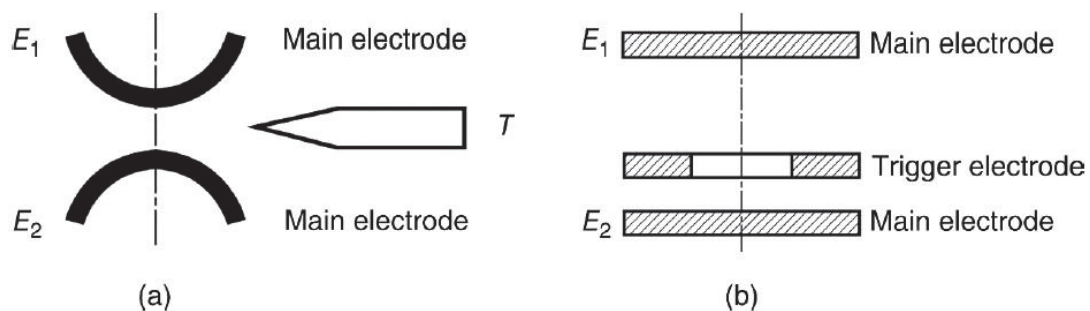 E₁ Main electrode
T
E₂ Main electrode
(a)
E₁ Main electrode
Trigger electrode
E₂ Main electrode
(b)